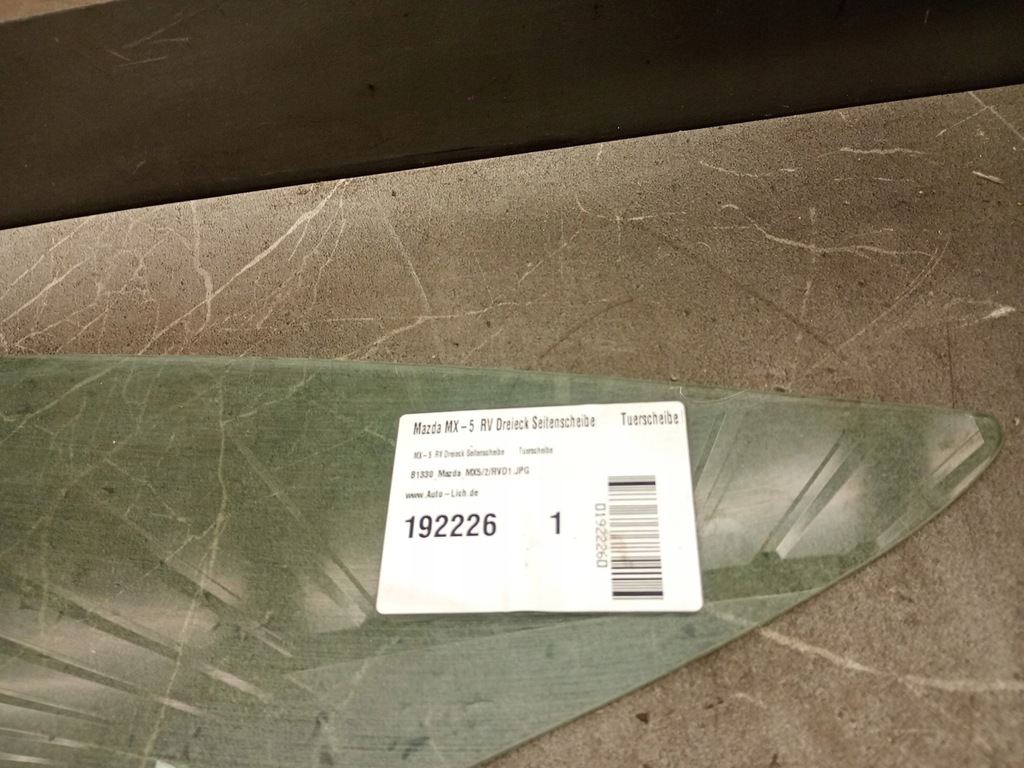 Mazda MX-5 RV Dreieck Seitenscheibe Tuerscheibe
MX-5 RV Dreieck Seitenscheibe Tuerscheibe
B1330 Mazda MX5/2/RVD1.JPG
www.Auto-Lich.de
192226 1
01922260